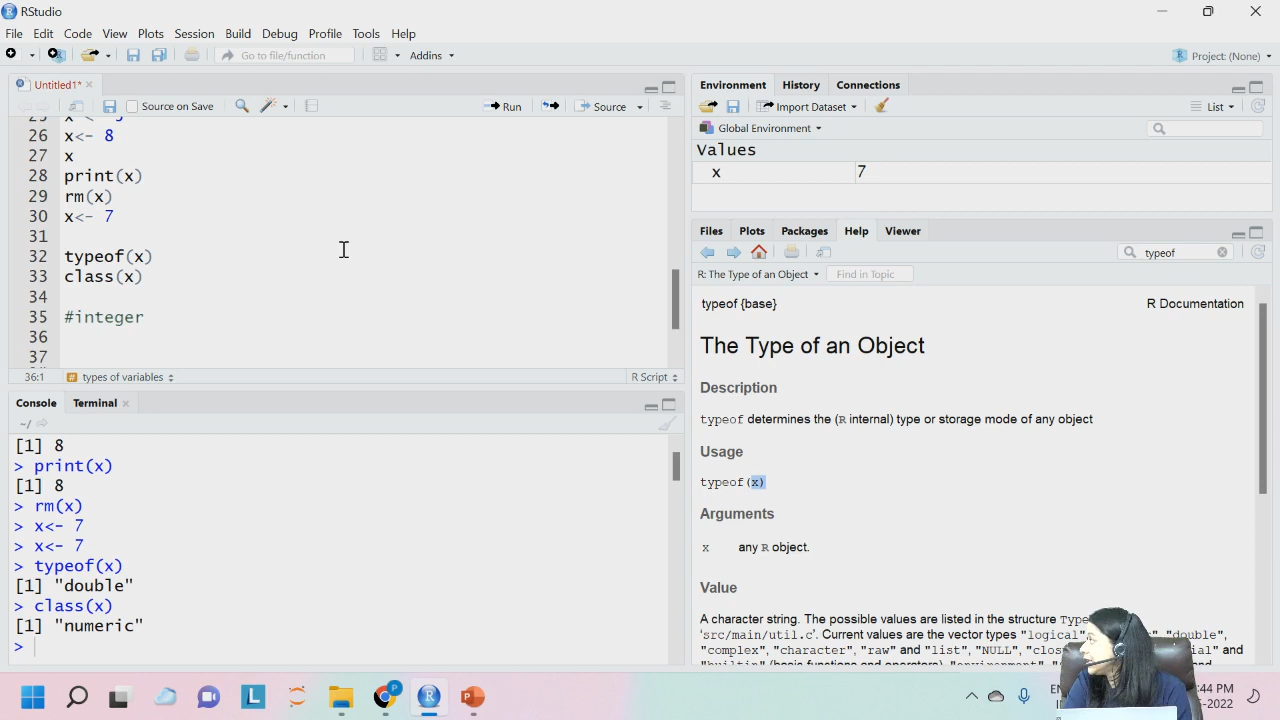 RStudio
File Edit Code View Plots Session Build Debug Profile Tools Help
Go to file/function Addins Project: (None)
Untitled1*
Source on Save Run Source
26 x<- 8
27 x
28 print(x)
29 rm(x)
30 x<- 7
31
32 typeof(x)
33 class(x)
34
35 #integer
36
37
36:1 # types of variables R Script
Console Terminal
~/
[1] 8
> print(x)
[1] 8
> rm(x)
> x<- 7
> x<- 7
> typeof(x)
[1] "double"
> class(x)
[1] "numeric"
>
Environment History Connections
Import Dataset List
Global Environment
Values
x 7
Files Plots Packages Help Viewer
typeof
R: The Type of an Object Find in Topic
typeof {base} R Documentation
The Type of an Object
Description
typeof determines the (R internal) type or storage mode of any object
Usage
typeof(x)
Arguments
x any R object.
Value
A character string. The possible values are listed in the structure
'src/main/util.c'. Current values are the vector types "logical" "double",
"complex", "character", "raw" and "list", "NULL", and